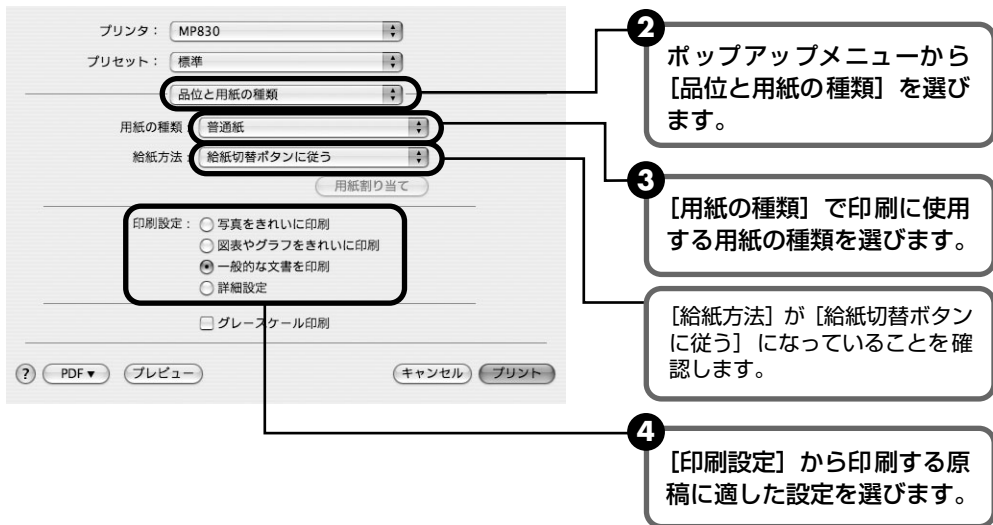 プリンタ： MP830
プリセット： 標準
品位と用紙の種類
用紙の種類： 普通紙
給紙方法： 給紙切替ボタンに従う
用紙割り当て
印刷設定： 写真をきれいに印刷
図表やグラフをきれいに印刷
一般的な文書を印刷
詳細設定
グレースケール印刷
? PDF▼ プレビュー キャンセル プリント
2
ポップアップメニューから
［品位と用紙の種類］を選び
ます。
3
［用紙の種類］で印刷に使用
する用紙の種類を選びます。
［給紙方法］が［給紙切替ボタン
に従う］になっていることを確
認します。
4
［印刷設定］から印刷する原
稿に適した設定を選びます。